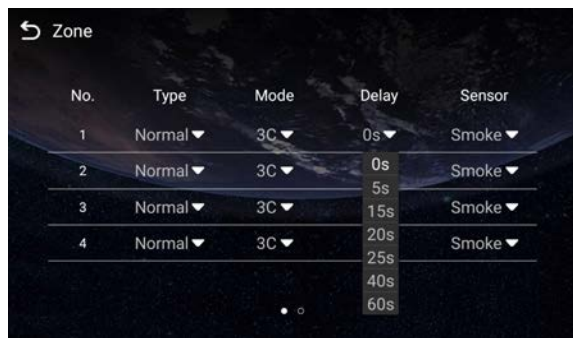 Zone
No. Type Mode Delay Sensor
1 Normal 3C 0s Smoke
2 Normal 3C 0s Smoke
5s
3 Normal 3C 15s Smoke
4 Normal 3C 20s Smoke
25s
40s
60s